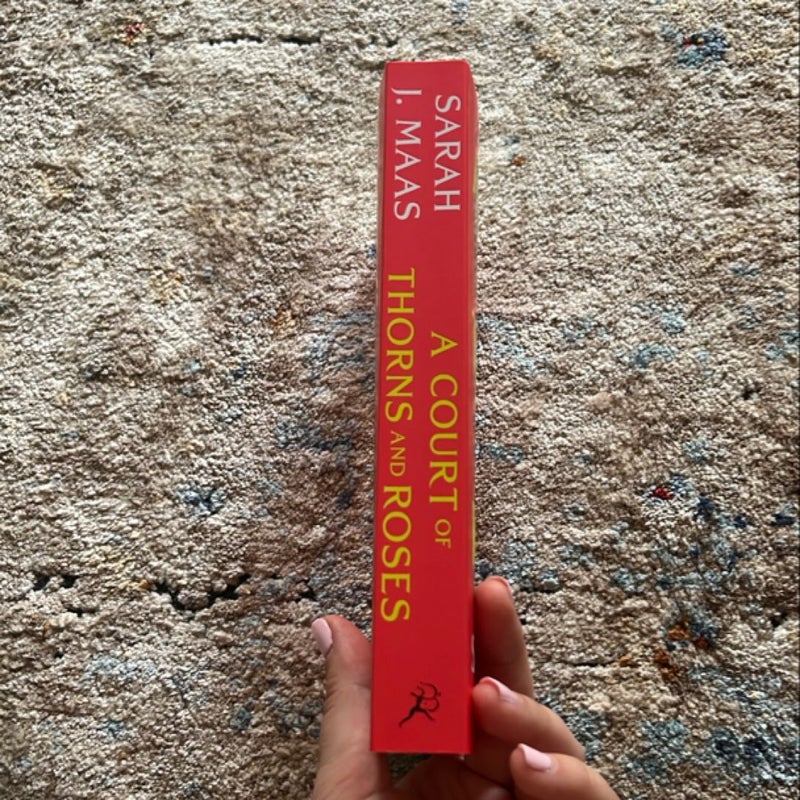 SARAH
J. MAAS
A COURT OF
THORNS AND ROSES